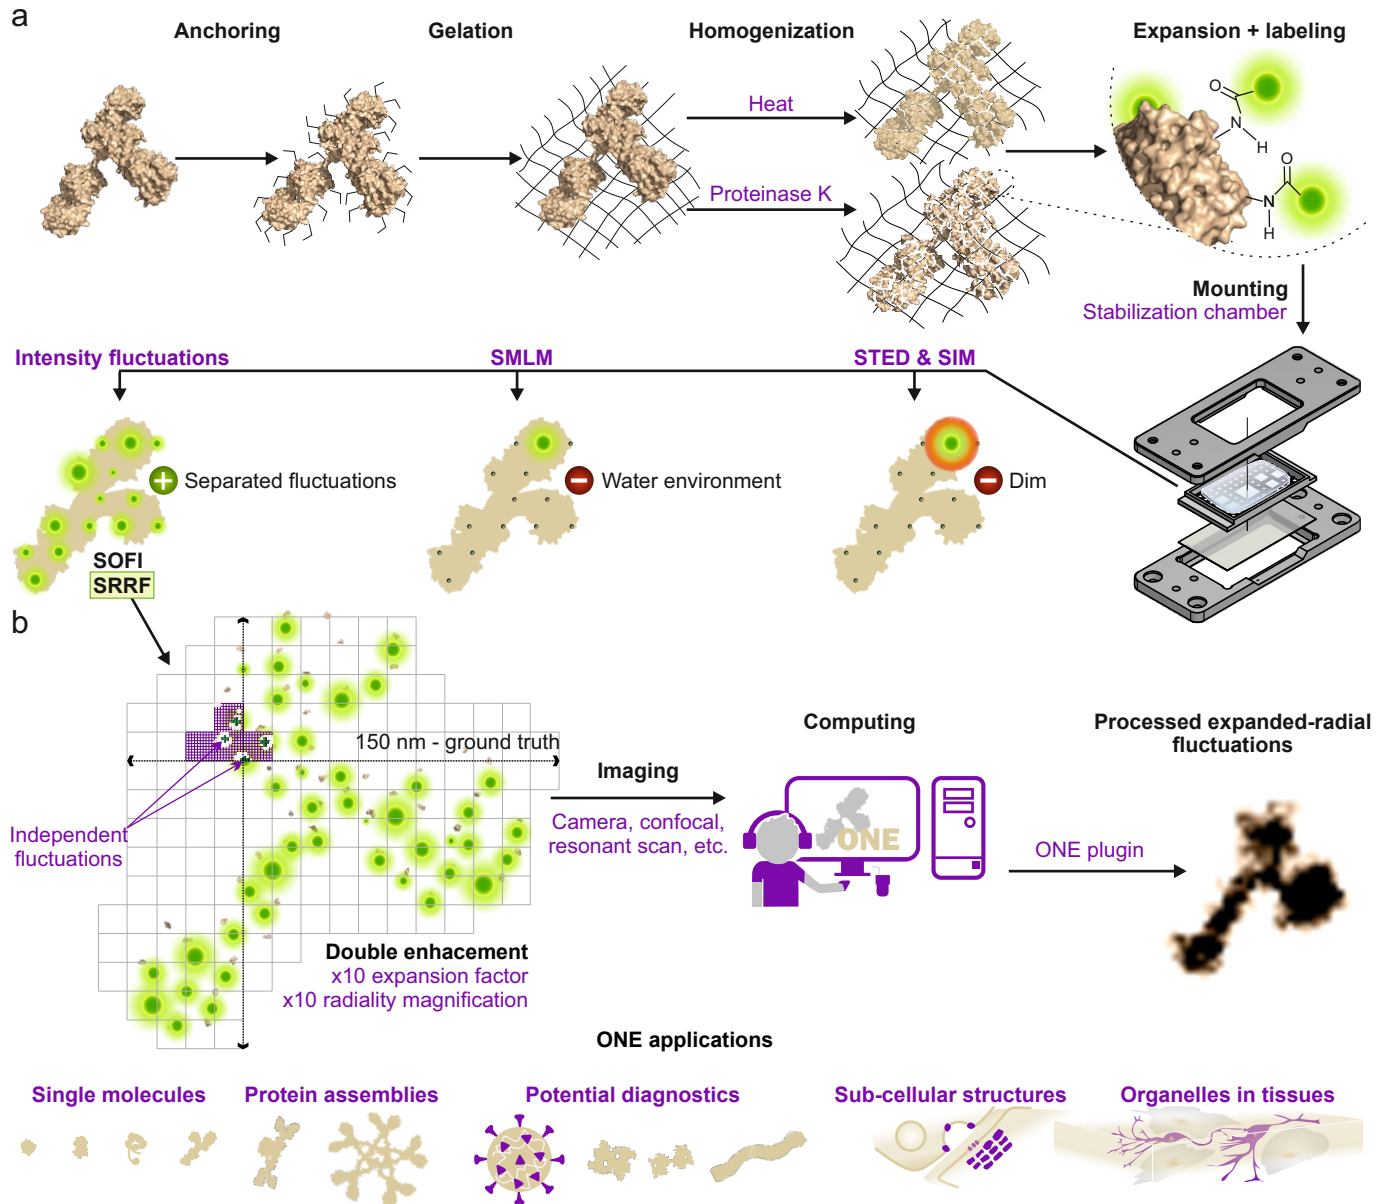 a
Anchoring
Gelation
Homogenization
Expansion + labeling
Heat
Proteinase K
O
N
H
O
N
H
Mounting
Stabilization chamber
Intensity fluctuations
SMLM
STED & SIM
Separated fluctuations
Water environment
Dim
SOFI
SRRF
b
150 nm - ground truth
Independent
fluctuations
Double enhacement
x10 expansion factor
x10 radiality magnification
Imaging
Camera, confocal,
resonant scan, etc.
Computing
ONE
ONE plugin
Processed expanded-radial
fluctuations
ONE applications
Single molecules
Protein assemblies
Potential diagnostics
Sub-cellular structures
Organelles in tissues